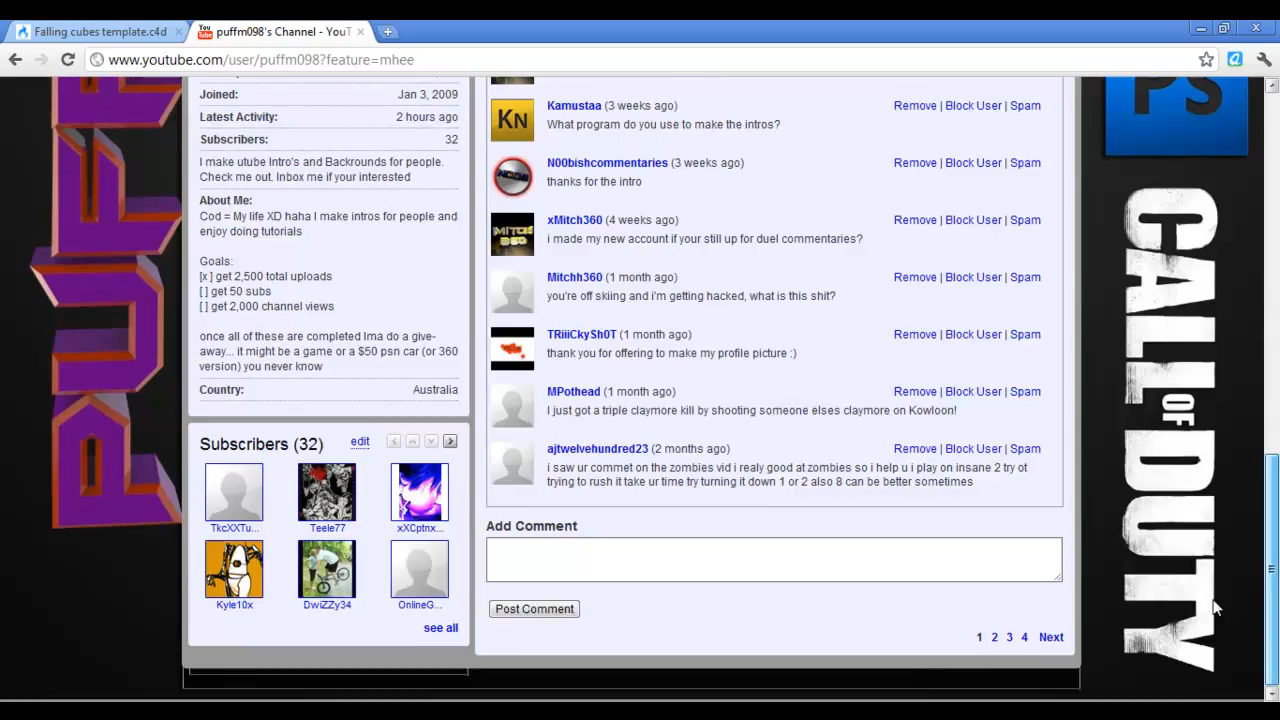 Falling cubes template.c4d
puffm098's Channel - YouT
www.youtube.com/user/puffm098?feature=mhee
Joined: Jan 3, 2009
Latest Activity: 2 hours ago
Subscribers: 32
I make utube Intro's and Backrounds for people.
Check me out. Inbox me if your interested
About Me:
Cod = My life XD haha I make intros for people and
enjoy doing tutorials
Goals:
[x ] get 2,500 total uploads
[ ] get 50 subs
[ ] get 2,000 channel views
once all of these are completed Ima do a give-
away... it might be a game or a $50 psn car (or 360
version) you never know
Country: Australia
Subscribers (32) edit
TkcXXTu... Teele77 xXCptnx...
Kyle10x DwiZZy34 OnlineG...
see all
Kamustaa (3 weeks ago) Remove | Block User | Spam
What program do you use to make the intros?
N00bishcommentaries (3 weeks ago) Remove | Block User | Spam
thanks for the intro
xMitch360 (4 weeks ago) Remove | Block User | Spam
i made my new account if your still up for duel commentaries?
Mitchh360 (1 month ago) Remove | Block User | Spam
you're off skiing and i'm getting hacked, what is this shit?
TRiiiCkySh0T (1 month ago) Remove | Block User | Spam
thank you for offering to make my profile picture :)
MPothead (1 month ago) Remove | Block User | Spam
I just got a triple claymore kill by shooting someone elses claymore on Kowloon!
ajtwelvehundred23 (2 months ago) Remove | Block User | Spam
i saw ur commet on the zombies vid i realy good at zombies so i help u i play on insane 2 try ot
trying to rush it take ur time try turning it down 1 or 2 also 8 can be better sometimes
Add Comment
Post Comment
1 2 3 4 Next
KN
MITCH
360
PS
CALL OF DUTY
PUFF